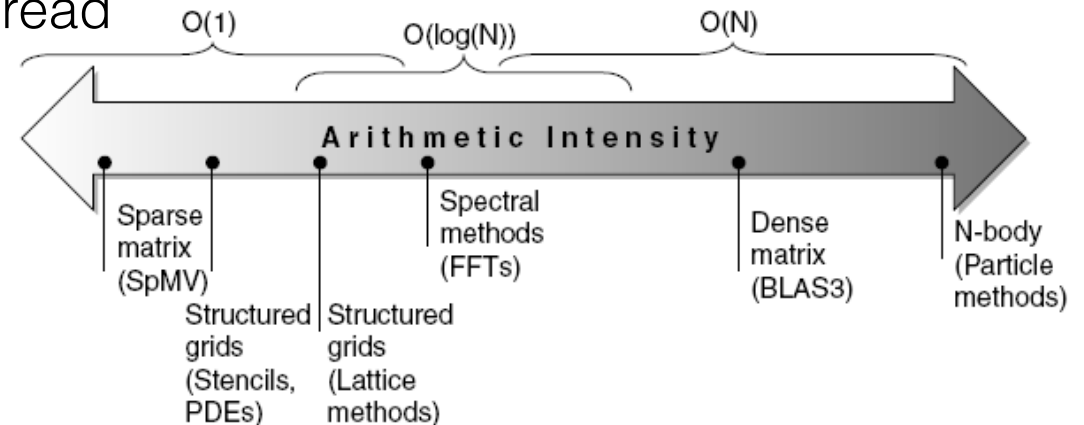 read
O(1)
O(log(N))
O(N)
Arithmetic Intensity
Sparse
matrix
(SpMV)
Structured
grids
(Stencils,
PDEs)
Structured
grids
(Lattice
methods)
Spectral
methods
(FFTs)
Dense
matrix
(BLAS3)
N-body
(Particle
methods)